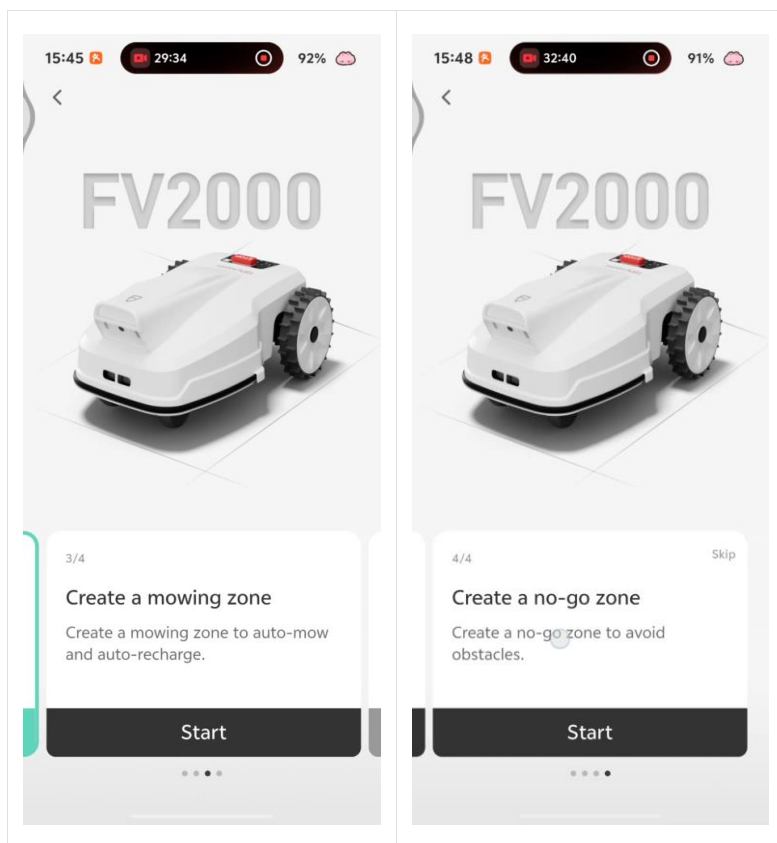 15:45
29:34
92%
FV2000
3/4
Create a mowing zone
Create a mowing zone to auto-mow
and auto-recharge.
Start
15:48
32:40
91%
FV2000
4/4
Skip
Create a no-go zone
Create a no-go zone to avoid
obstacles.
Start